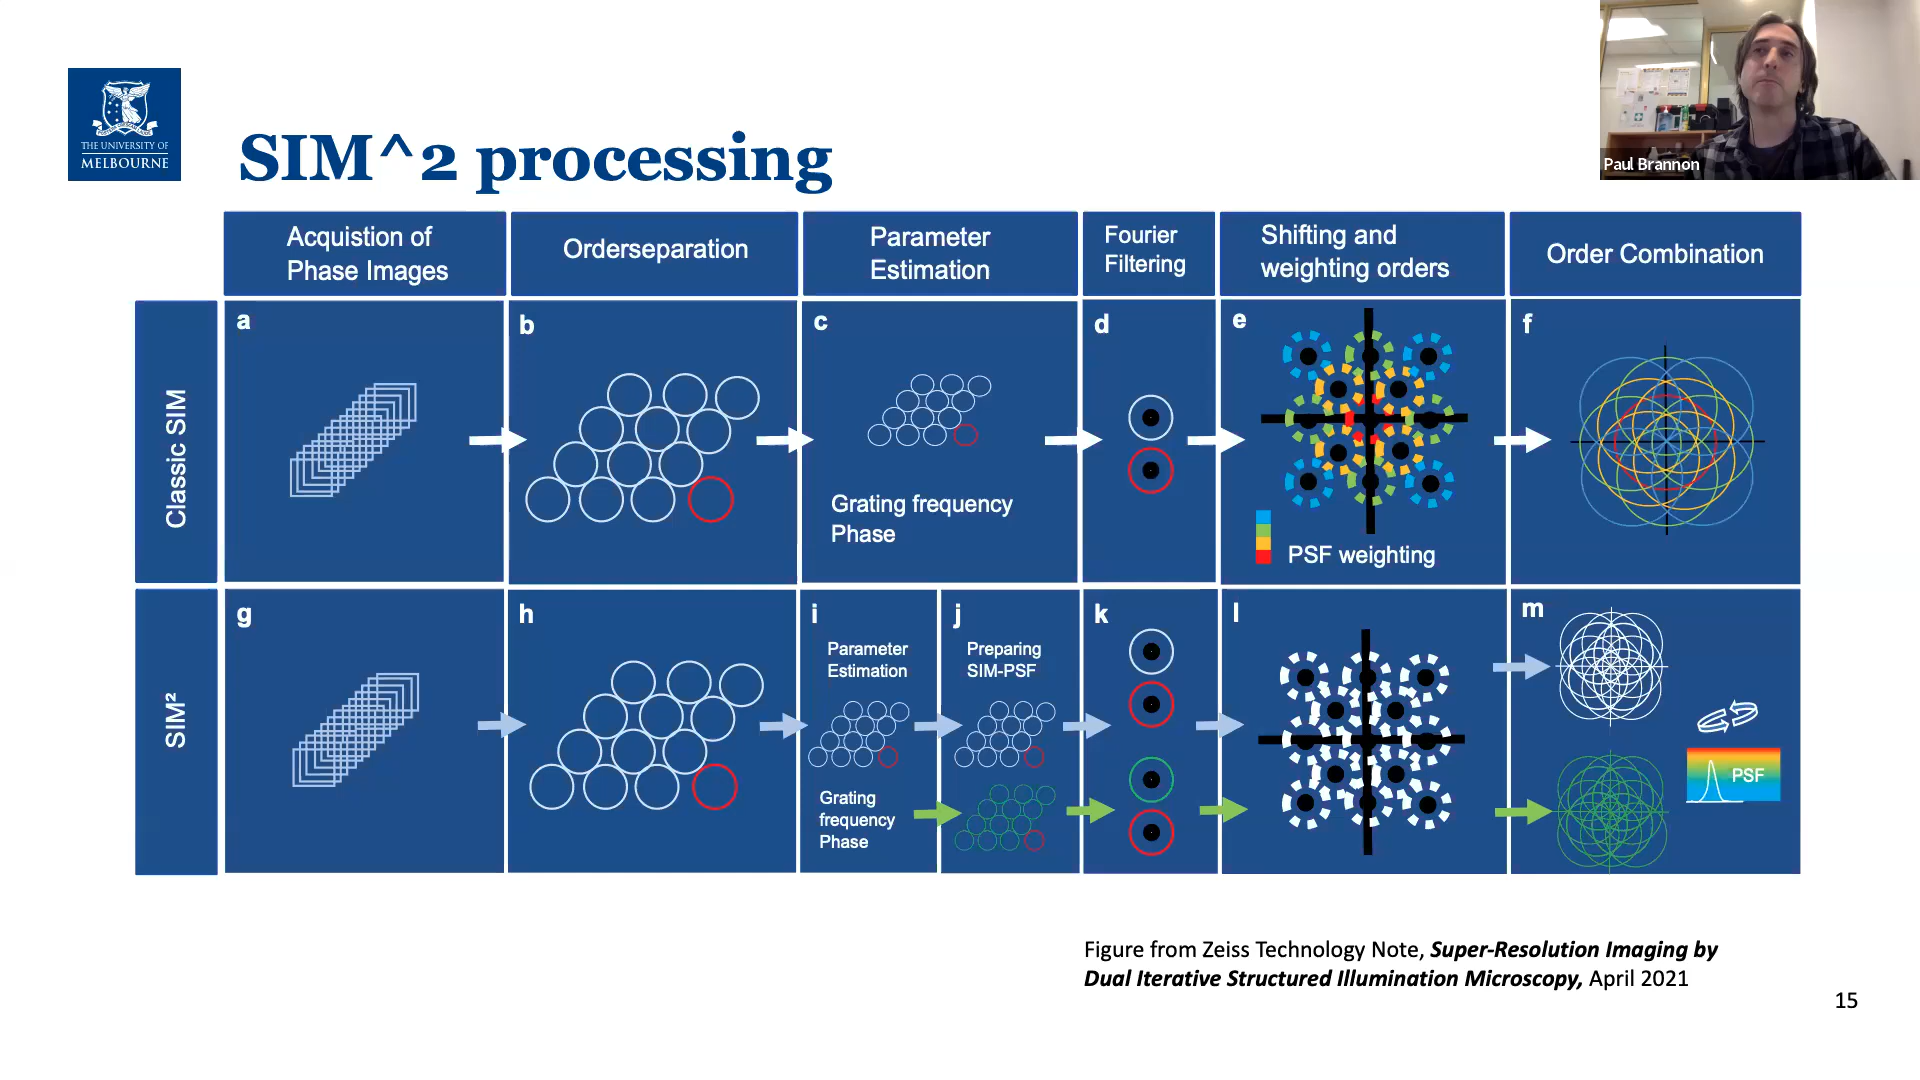 THE UNIVERSITY OF
MELBOURNE
SIM^2 processing
Paul Brannon
Acquistion of
Phase Images
Orderseparation
Parameter
Estimation
Fourier
Filtering
Shifting and
weighting orders
Order Combination
Classic SIM
a
b
c
Grating frequency
Phase
d
e
PSF weighting
f
SIM²
g
h
i
Parameter
Estimation
Grating
frequency
Phase
j
Preparing
SIM-PSF
k
l
m
PSF
Figure from Zeiss Technology Note, Super-Resolution Imaging by
Dual Iterative Structured Illumination Microscopy, April 2021
15